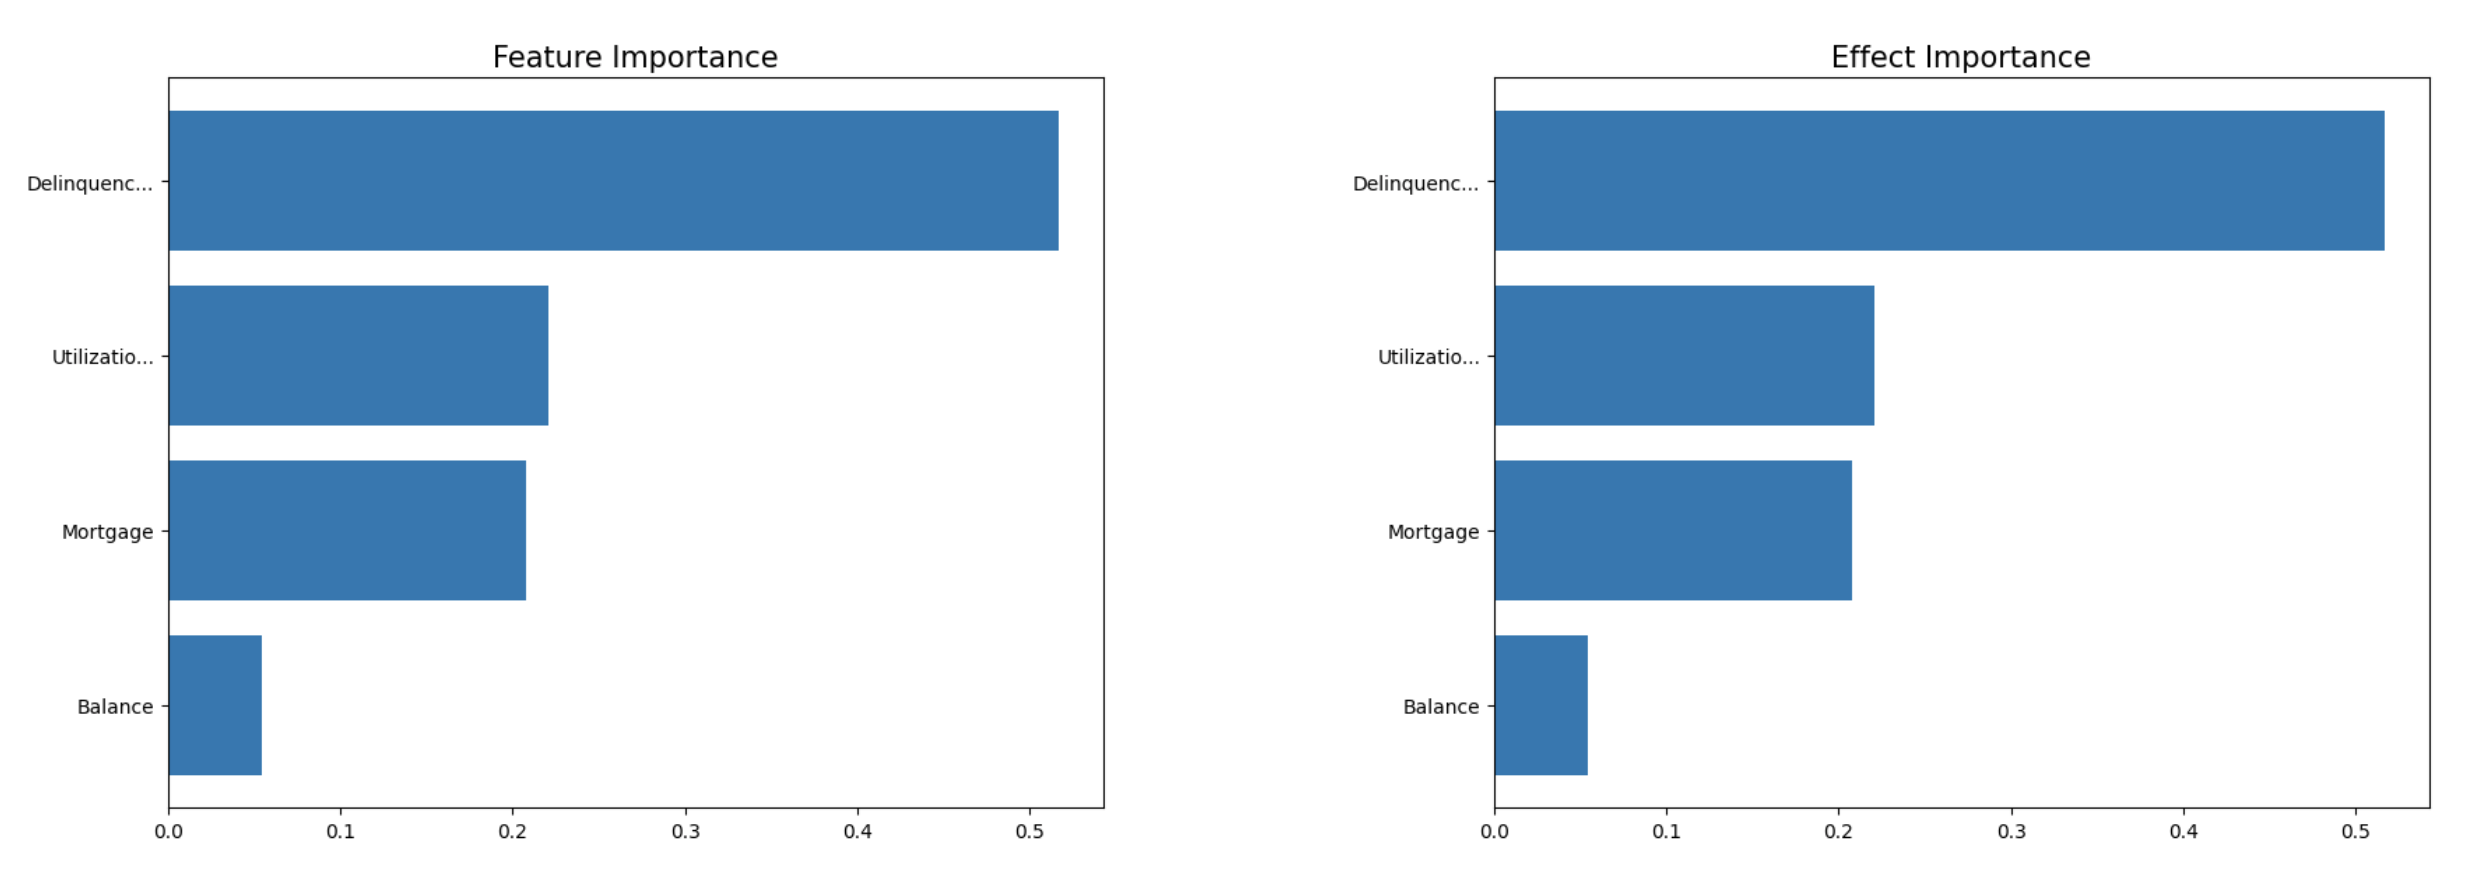 Feature Importance
Delinquenc...
Utilizatio...
Mortgage
Balance
0.0 0.1 0.2 0.3 0.4 0.5
Effect Importance
Delinquenc...
Utilizatio...
Mortgage
Balance
0.0 0.1 0.2 0.3 0.4 0.5